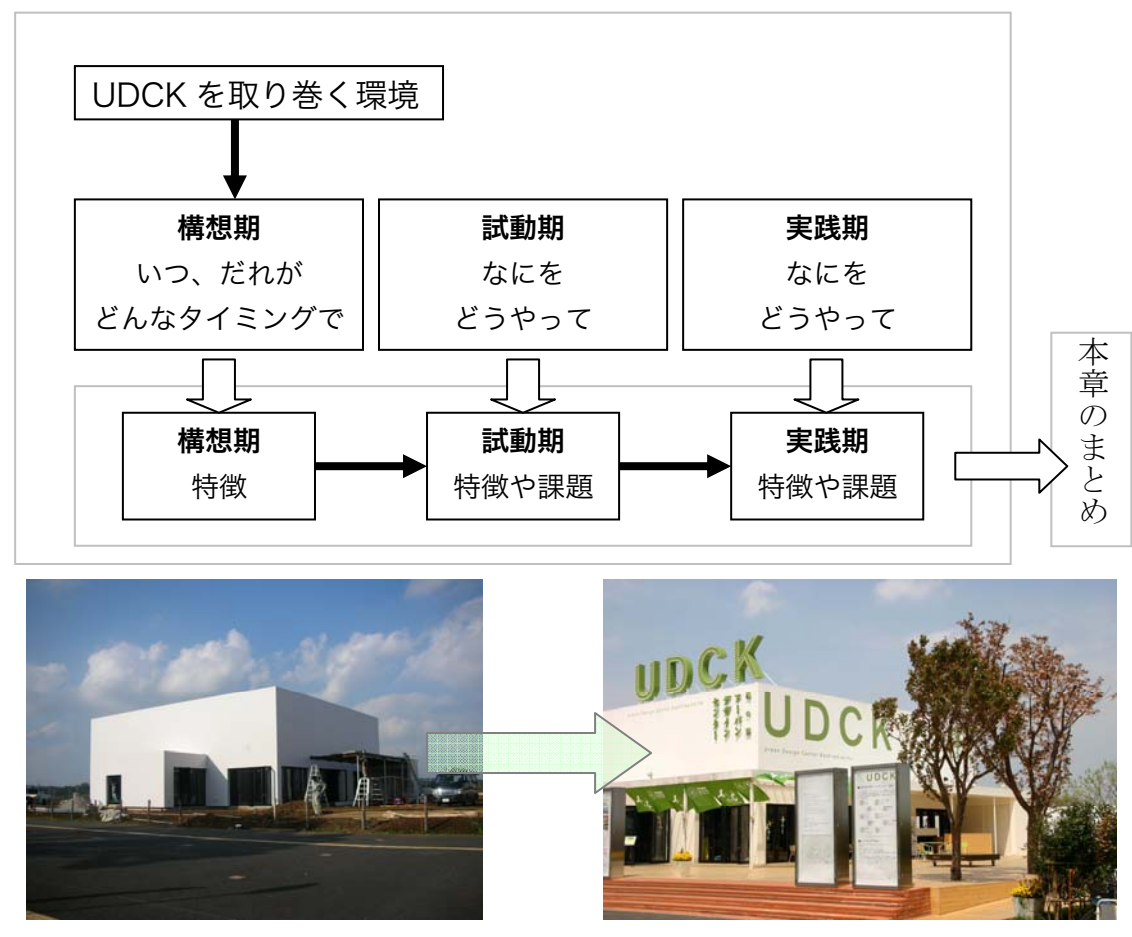 UDCK を取り巻く環境
構想期
いつ、だれが
どんなタイミングで
試動期
なにを
どうやって
実践期
なにを
どうやって
構想期
特徴
試動期
特徴や課題
実践期
特徴や課題
本章のまとめ
UDCK
UDCK
UDCK